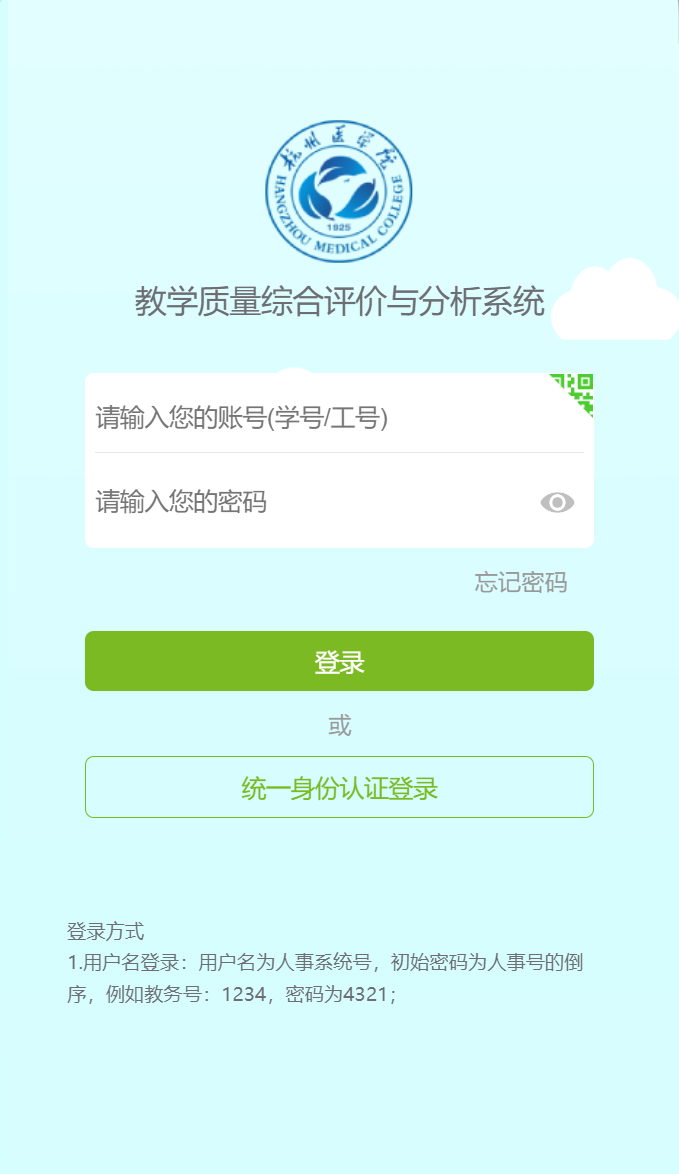 杭州医学院
HANGZHOU MEDICAL COLLEGE
1925
教学质量综合评价与分析系统
请输入您的账号(学号/工号)
请输入您的密码
忘记密码
登录
或
统一身份认证登录
登录方式
1.用户名登录：用户名为人事系统号，初始密码为人事号的倒
序，例如教务号：1234，密码为4321；